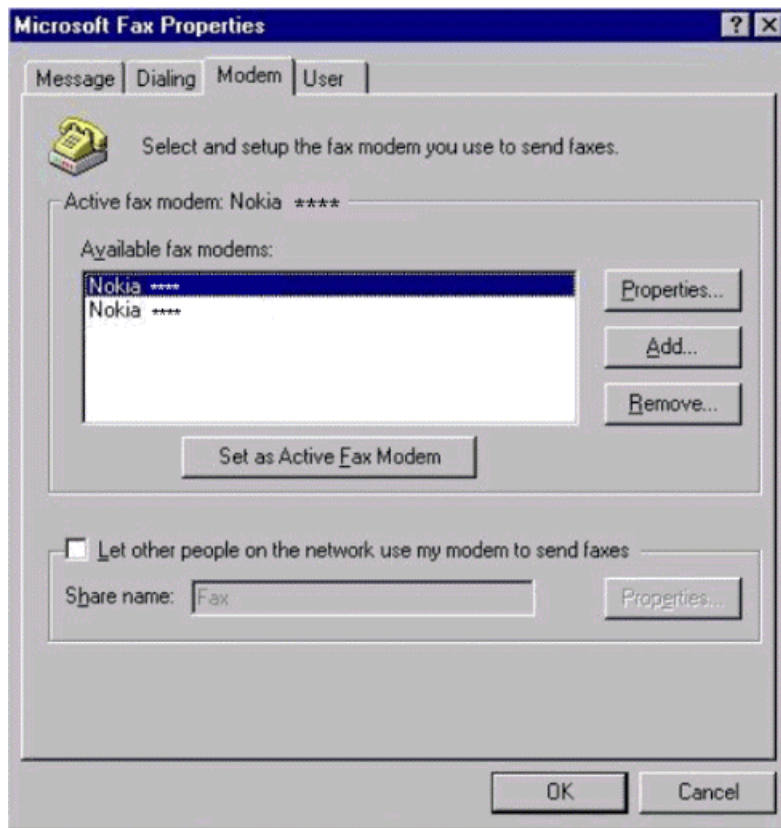 Microsoft Fax Properties
Message Dialing Modem User
Select and setup the fax modem you use to send faxes.
Active fax modem: Nokia ****
Available fax modems:
Nokia ****
Nokia ****
Properties...
Add...
Remove...
Set as Active Fax Modem
Let other people on the network use my modem to send faxes
Share name: Fax Properties...
OK Cancel